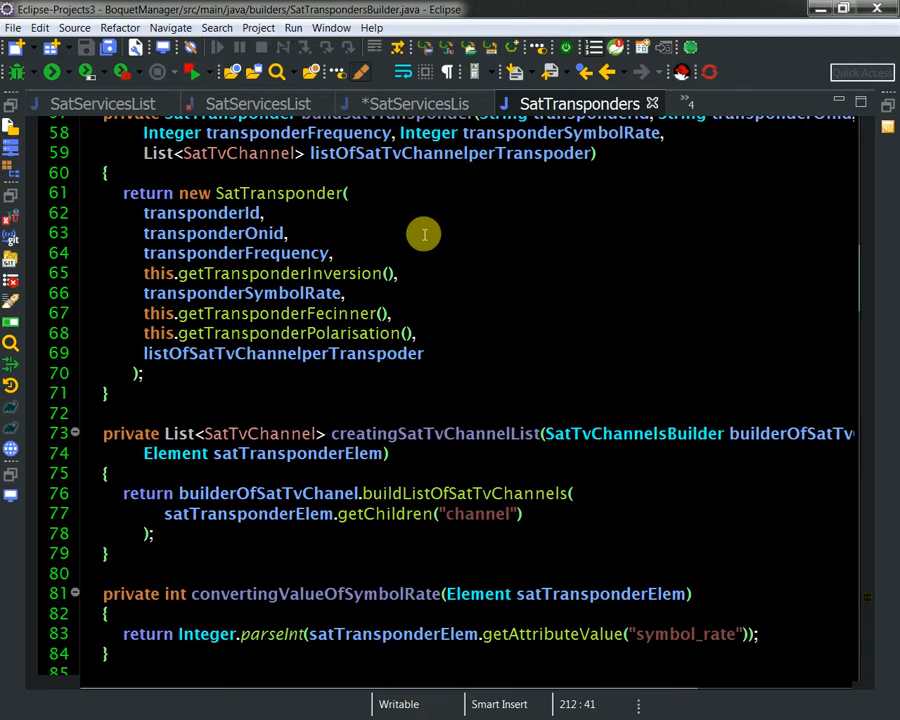 Eclipse-Projects3 - BoquetManager/src/main/java/builders/SatTranspondersBuilder.java - Eclipse
File Edit Source Refactor Navigate Search Project Run Window Help
Quick Access
SatServicesList SatServicesList *SatServicesLis SatTransponders 4
58 Integer transponderFrequency, Integer transponderSymbolRate,
59 List<SatTvChannel> listOfSatTvChannelperTranspoder)
60 {
61 return new SatTransponder(
62 transponderId,
63 transponderOnid,
64 transponderFrequency,
65 this.getTransponderInversion(),
66 transponderSymbolRate,
67 this.getTransponderFecinner(),
68 this.getTransponderPolarisation(),
69 listOfSatTvChannelperTranspoder
70 );
71 }
72
73 private List<SatTvChannel> creatingSatTvChannelList(SatTvChannelsBuilder builderOfSatTv
74 Element satTransponderElem)
75 {
76 return builderOfSatTvChanel.buildListOfSatTvChannels(
77 satTransponderElem.getChildren("channel")
78 );
79 }
80
81 private int convertingValueOfSymbolRate(Element satTransponderElem)
82 {
83 return Integer.parseInt(satTransponderElem.getAttributeValue("symbol_rate"));
84 }
85
Writable Smart Insert 212 : 41